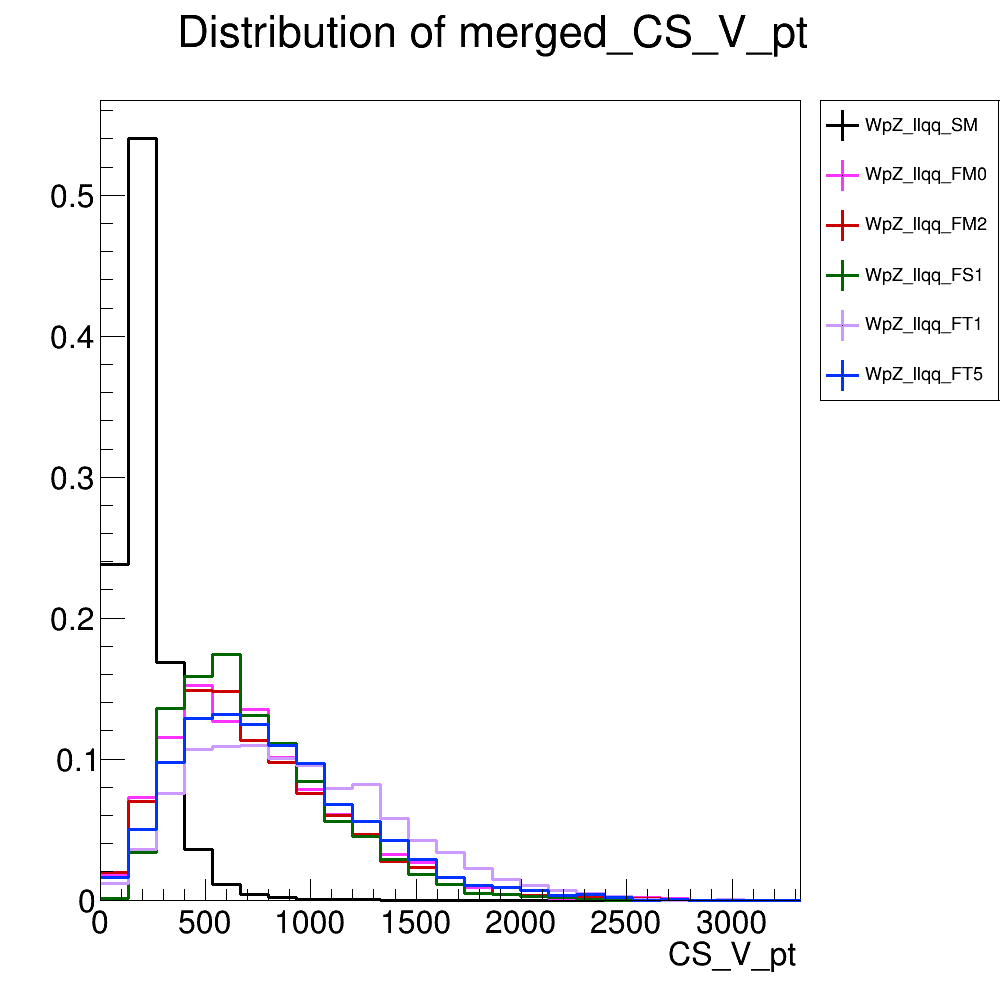 Distribution of merged_CS_V_pt
WpZ_llqq_SM
WpZ_llqq_FM0
WpZ_llqq_FM2
WpZ_llqq_FS1
WpZ_llqq_FT1
WpZ_llqq_FT5
0.5
0.4
0.3
0.2
0.1
0
0 500 1000 1500 2000 2500 3000
CS_V_pt